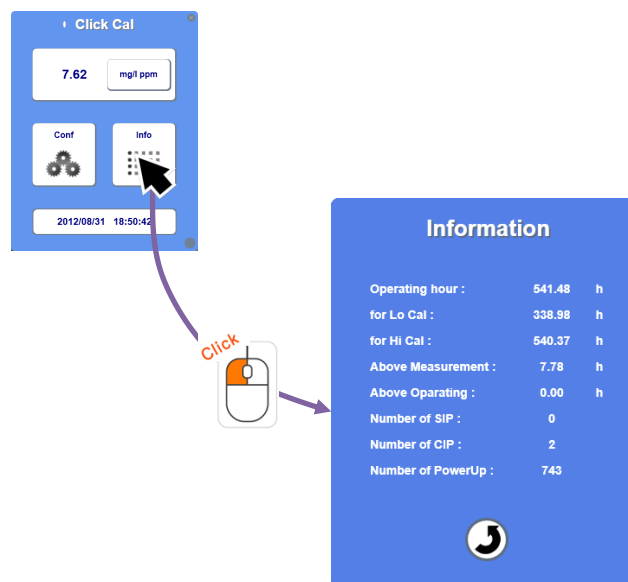 Click Cal
7.62 mg/l ppm
Conf Info
2012/08/31 18:50:42
Click
Information
Operating hour : 541.48 h
for Lo Cal : 338.98 h
for Hi Cal : 540.37 h
Above Measurement : 7.78 h
Above Oparating : 0.00 h
Number of SIP : 0
Number of CIP : 2
Number of PowerUp : 743